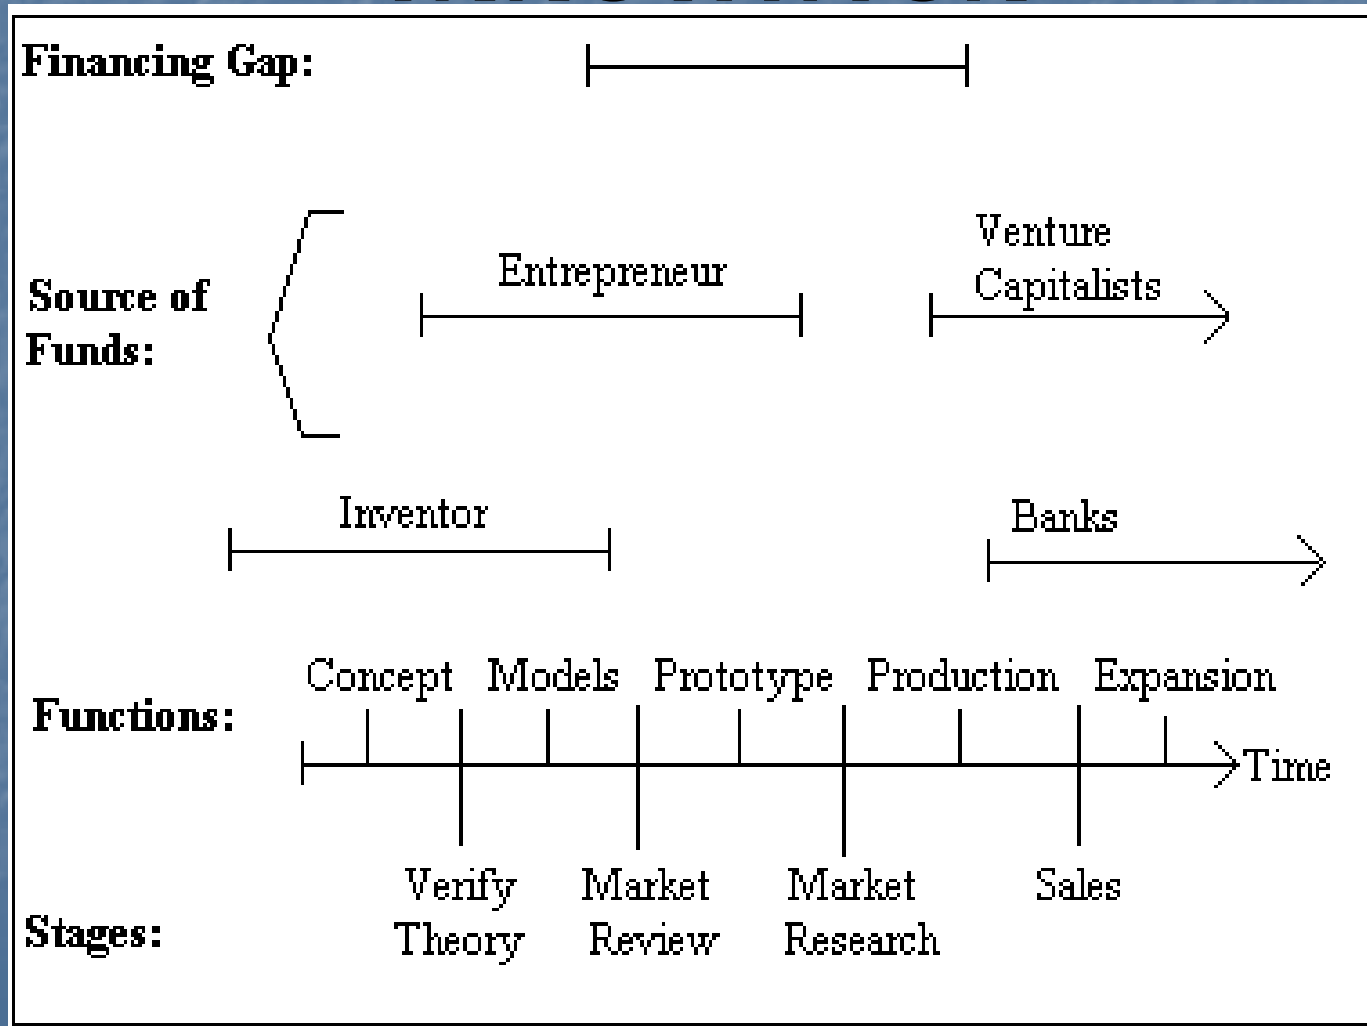 Financing Gap:
Venture
Entrepreneur
Capitalists
Source of
Funds:
Inventor
Banks
Concept Models Prototype Production Expansion
Functions:
Time
Verify Market Market Sales
Theory Review Research
Stages: